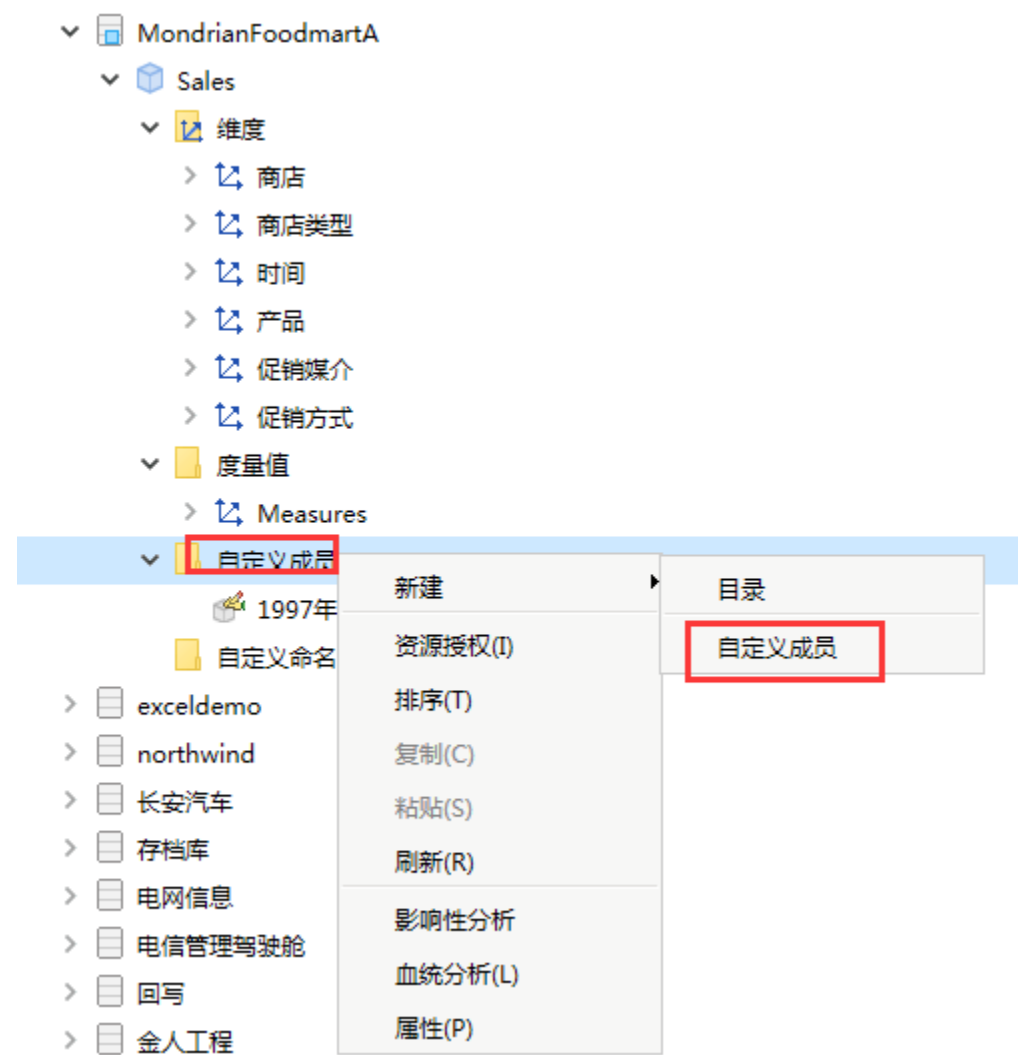 MondrianFoodmartA
Sales
维度
商店
商店类型
时间
产品
促销媒介
促销方式
度量值
Measures
自定义成员
新建
目录
1997年
自定义成员
资源授权(I)
自定义命名
排序(T)
exceldemo
复制(C)
northwind
粘贴(S)
长安汽车
存档库
刷新(R)
电网信息
影响性分析
电信管理驾驶舱
血统分析(L)
回写
属性(P)
金人工程